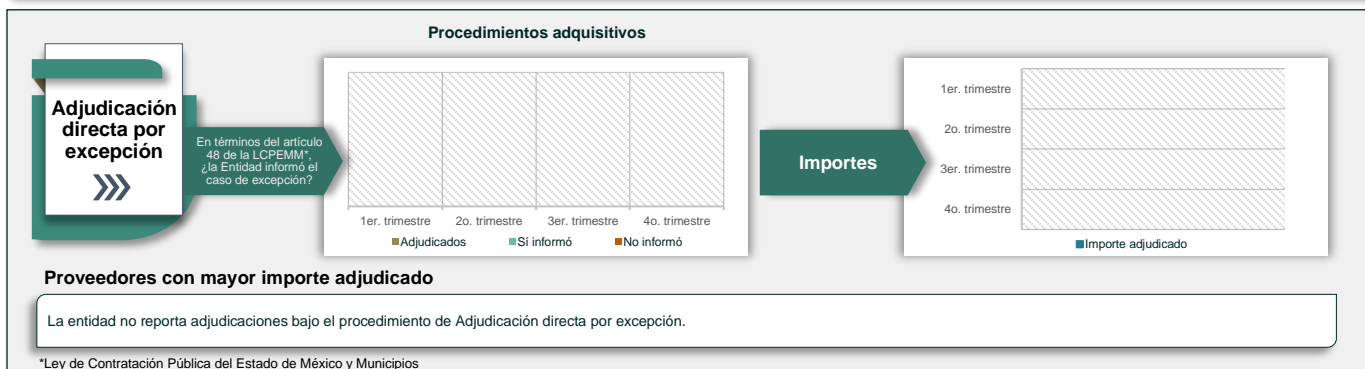 Procedimientos adquisitivos
Adjudicación
directa por
excepción
En términos del artículo
48 de la LCPEMM*,
¿la Entidad informó el
caso de excepción?
1er. trimestre
2o. trimestre
3er. trimestre
4o. trimestre
Adjudicados
Sí informó
No informó
Importes
1er. trimestre
2o. trimestre
3er. trimestre
4o. trimestre
Importe adjudicado
Proveedores con mayor importe adjudicado
La entidad no reporta adjudicaciones bajo el procedimiento de Adjudicación directa por excepción.
*Ley de Contratación Pública del Estado de México y Municipios